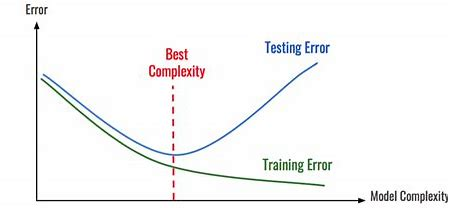 Error
Testing Error
Best
Complexity
Training Error
Model Complexity